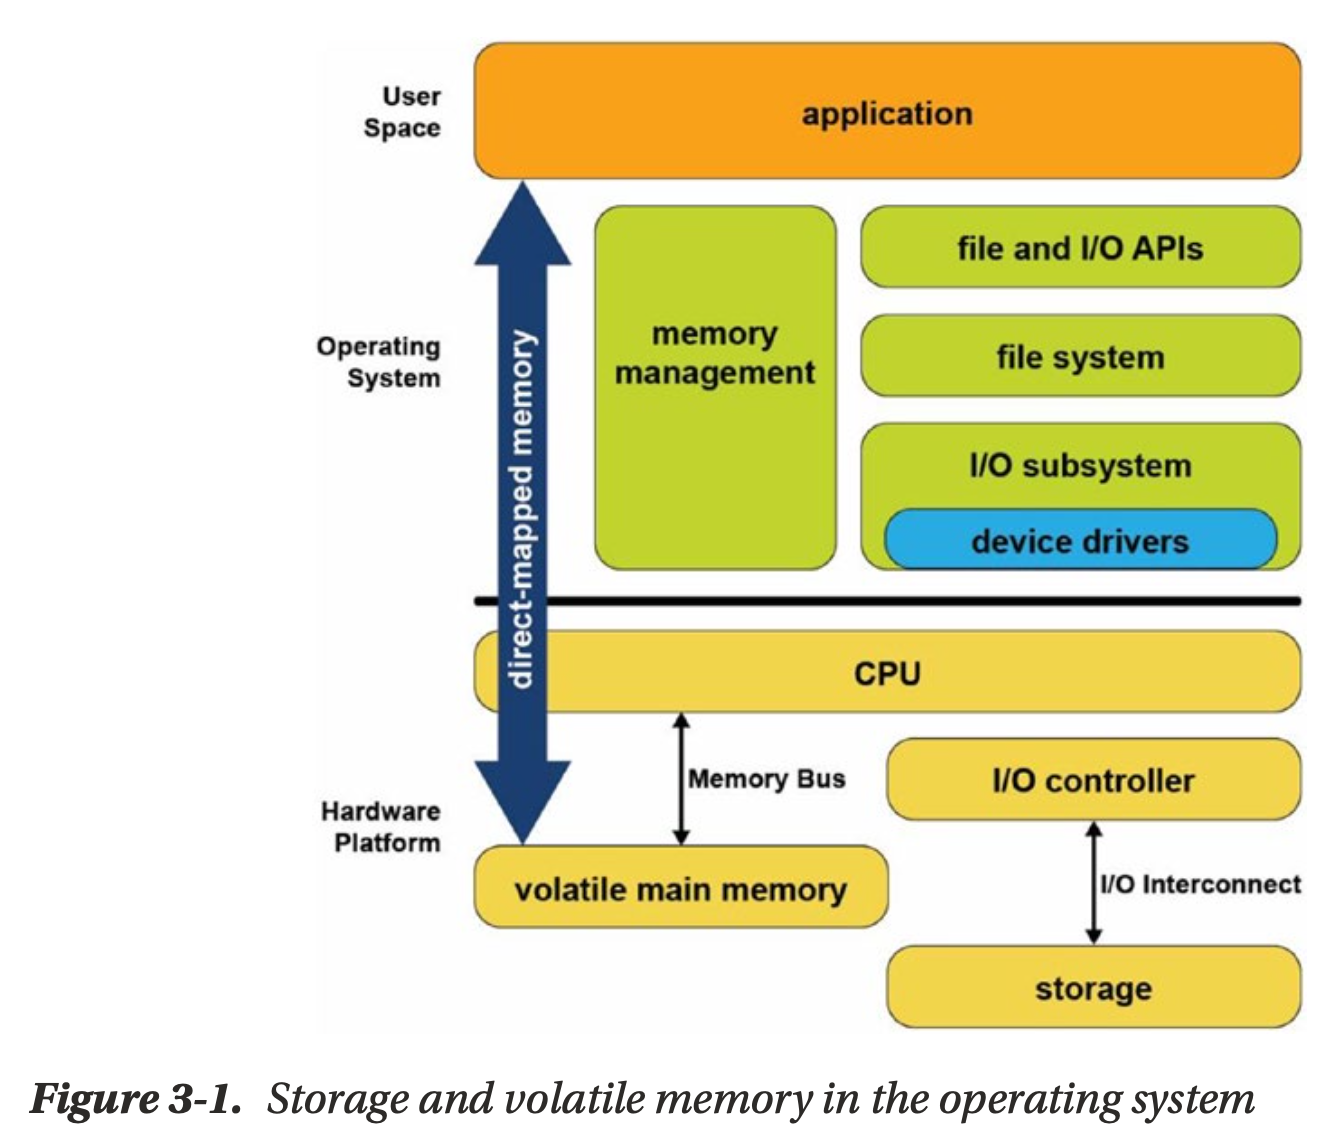 User
Space
application
file and I/O APIs
memory
management
Operating
System
file system
I/O subsystem
device drivers
direct-mapped memory
CPU
Memory Bus
I/O controller
Hardware
Platform
volatile main memory
I/O Interconnect
storage
Figure 3-1. Storage and volatile memory in the operating system